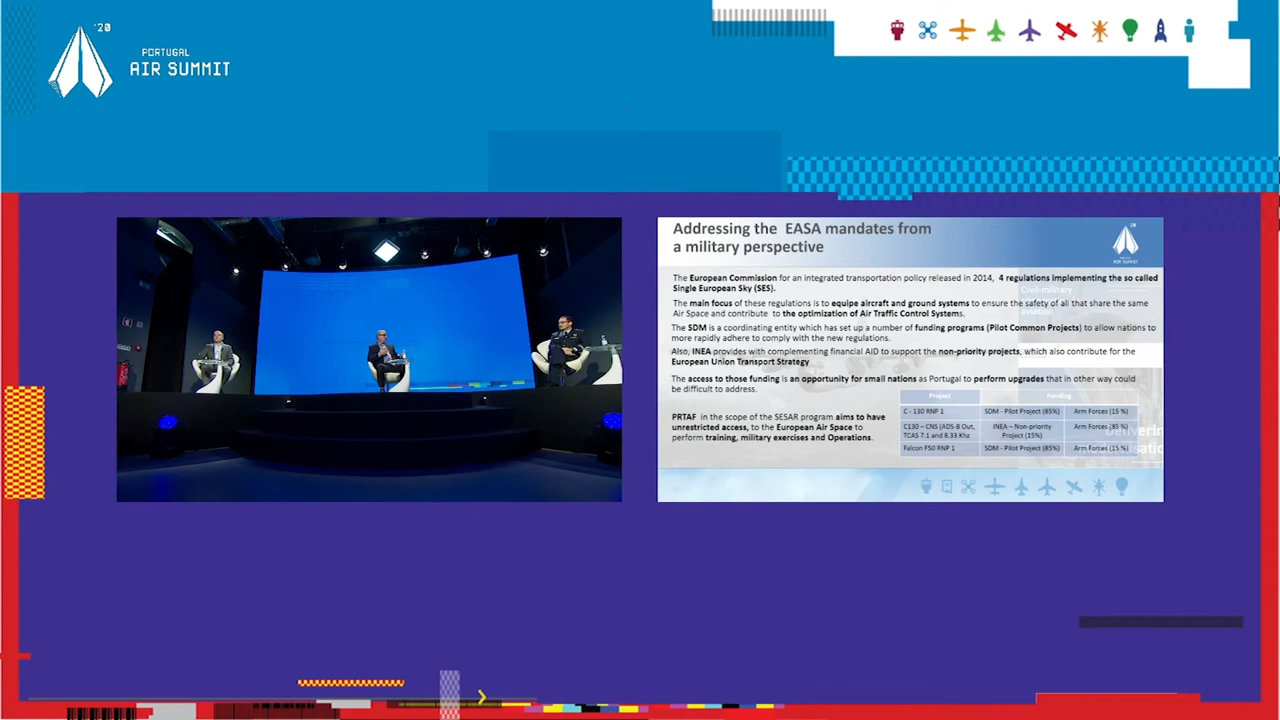 '20
PORTUGAL
AIR SUMMIT
Addressing the EASA mandates from
a military perspective
'20
AIR SUMMIT
The European Commission for an integrated transportation policy released in 2014, 4 regulations implementing the so called
Single European Sky (SES).
Civil-military
The main focus of these regulations is to equipe aircraft and ground systems to ensure the safety of all that share the same
Air Space and contribute to the optimization of Air Traffic Control Systems.
aviation
The SDM is a coordinating entity which has set up a number of funding programs (Pilot Common Projects) to allow nations to
more rapidly adhere to comply with the new regulations.
Also, INEA provides with complementing financial AID to support the non-priority projects, which also contribute for the
European Union Transport Strategy
The access to those funding is an opportunity for small nations as Portugal to perform upgrades that in other way could
be difficult to address.
PRTAF in the scope of the SESAR program aims to have
unrestricted access, to the European Air Space to
perform training, military exercises and Operations.
Project Funding
C - 130 RNP 1 SDM - Pilot Project (85%) Arm Forces (15 %)
C130 – CNS (ADS-B Out, TCAS 7.1 and 8.33 Khz INEA – Non-priority Project (15%) Arm Forces (85 %)
Falcon F50 RNP 1 SDM - Pilot Project (85%) Arm Forces (15 %)